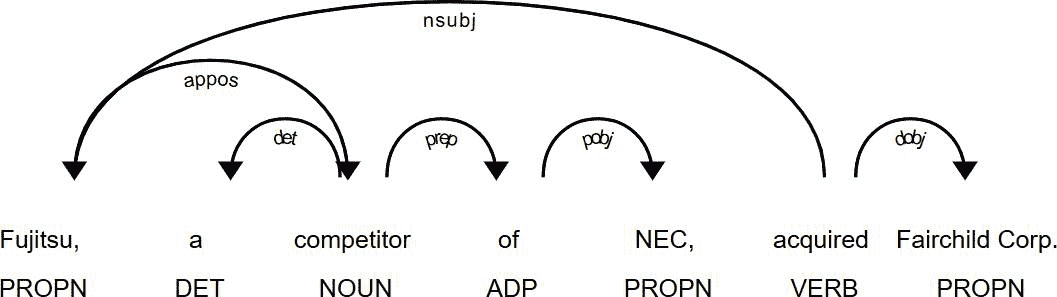 nsubj
appos
det prep pobj dobj
Fujitsu, a competitor of NEC, acquired Fairchild Corp.
PROPN DET NOUN ADP PROPN VERB PROPN